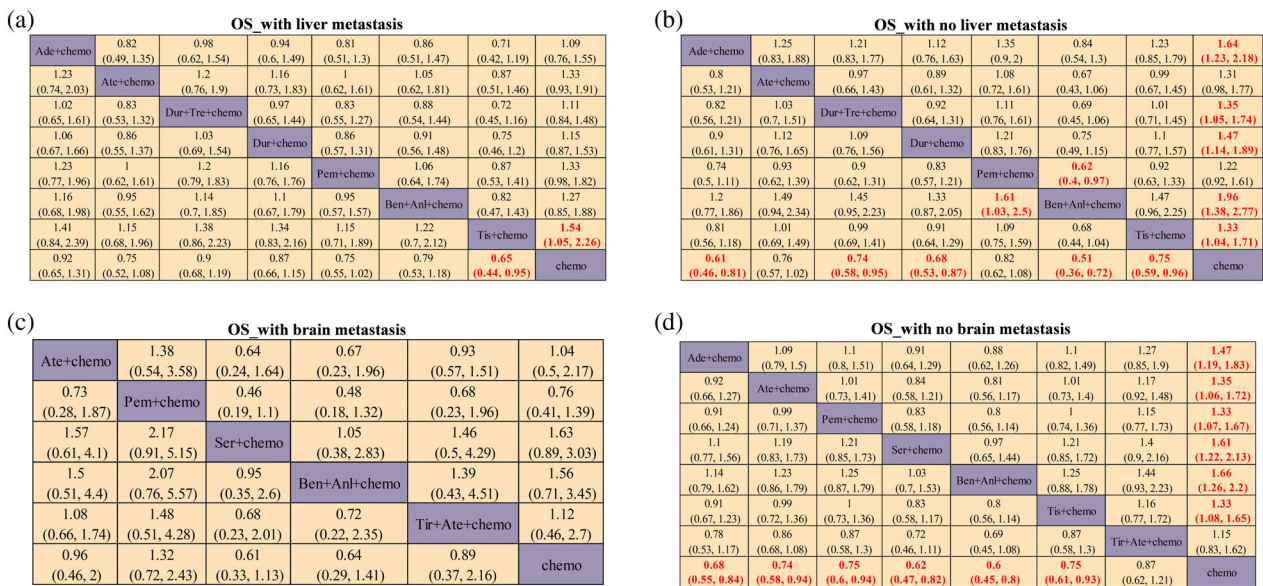 (a)
OS_with liver metastasis
Ade+chemo 0.82 0.98 0.94 0.81 0.86 0.71 1.09
(0.49, 1.35) (0.62, 1.54) (0.6, 1.49) (0.51, 1.3) (0.51, 1.47) (0.42, 1.19) (0.76, 1.55)
1.23 Ate+chemo 1.2 1.16 1 1.05 0.87 1.33
(0.74, 2.03) (0.76, 1.9) (0.73, 1.83) (0.62, 1.61) (0.62, 1.81) (0.51, 1.46) (0.93, 1.91)
1.02 0.83 Dur+Tre+chemo 0.97 0.83 0.88 0.72 1.11
(0.65, 1.61) (0.53, 1.32) (0.65, 1.44) (0.55, 1.27) (0.54, 1.44) (0.45, 1.16) (0.84, 1.48)
1.06 0.86 1.03 Dur+chemo 0.86 0.91 0.75 1.15
(0.67, 1.66) (0.55, 1.37) (0.69, 1.54) (0.57, 1.31) (0.56, 1.48) (0.46, 1.2) (0.87, 1.53)
1.23 1 1.2 1.16 Pem+chemo 1.06 0.87 1.33
(0.77, 1.96) (0.62, 1.61) (0.79, 1.83) (0.76, 1.76) (0.64, 1.74) (0.53, 1.41) (0.98, 1.82)
1.16 0.95 1.14 1.1 0.95 Ben+Anl+chemo 0.82 1.27
(0.68, 1.98) (0.55, 1.62) (0.7, 1.85) (0.67, 1.79) (0.57, 1.57) (0.47, 1.43) (0.85, 1.88)
1.41 1.15 1.38 1.34 1.15 1.22 Tis+chemo 1.54
(0.84, 2.39) (0.68, 1.96) (0.86, 2.23) (0.83, 2.16) (0.71, 1.89) (0.7, 2.12) (1.05, 2.26)
0.92 0.75 0.9 0.87 0.75 0.79 0.65 chemo
(0.65, 1.31) (0.52, 1.08) (0.68, 1.19) (0.66, 1.15) (0.55, 1.02) (0.53, 1.18) (0.44, 0.95)
(b)
OS_with no liver metastasis
Ade+chemo 1.25 1.21 1.12 1.35 0.84 1.23 1.64
(0.83, 1.88) (0.83, 1.77) (0.76, 1.63) (0.9, 2) (0.54, 1.3) (0.85, 1.79) (1.23, 2.18)
0.8 Ate+chemo 0.97 0.89 1.08 0.67 0.99 1.31
(0.53, 1.21) (0.66, 1.43) (0.61, 1.32) (0.72, 1.61) (0.43, 1.06) (0.67, 1.45) (0.98, 1.77)
0.82 1.03 Dur+Tre+chemo 0.92 1.11 0.69 1.01 1.35
(0.56, 1.21) (0.7, 1.51) (0.64, 1.31) (0.76, 1.61) (0.45, 1.06) (0.71, 1.45) (1.05, 1.74)
0.9 1.12 1.09 Dur+chemo 1.21 0.75 1.1 1.47
(0.61, 1.31) (0.76, 1.65) (0.76, 1.56) (0.83, 1.76) (0.49, 1.15) (0.77, 1.57) (1.14, 1.89)
0.74 0.93 0.9 0.83 Pem+chemo 0.62 0.92 1.22
(0.5, 1.11) (0.62, 1.39) (0.62, 1.31) (0.57, 1.21) (0.4, 0.97) (0.63, 1.33) (0.92, 1.61)
1.2 1.49 1.45 1.33 1.61 Ben+Anl+chemo 1.47 1.96
(0.77, 1.86) (0.94, 2.34) (0.95, 2.23) (0.87, 2.05) (1.03, 2.5) (0.96, 2.25) (1.38, 2.77)
0.81 1.01 0.99 0.91 1.09 0.68 Tis+chemo 1.33
(0.56, 1.18) (0.69, 1.49) (0.69, 1.41) (0.64, 1.29) (0.75, 1.59) (0.44, 1.04) (1.04, 1.71)
0.61 0.76 0.74 0.68 0.82 0.51 0.75 chemo
(0.46, 0.81) (0.57, 1.02) (0.58, 0.95) (0.53, 0.87) (0.62, 1.08) (0.36, 0.72) (0.59, 0.96)
(c)
OS_with brain metastasis
Ate+chemo 1.38 0.64 0.67 0.93 1.04
(0.54, 3.58) (0.24, 1.64) (0.23, 1.96) (0.57, 1.51) (0.5, 2.17)
0.73 Pem+chemo 0.46 0.48 0.68 0.76
(0.28, 1.87) (0.19, 1.1) (0.18, 1.32) (0.23, 1.96) (0.41, 1.39)
1.57 2.17 Ser+chemo 1.05 1.46 1.63
(0.61, 4.1) (0.91, 5.15) (0.38, 2.83) (0.5, 4.29) (0.89, 3.03)
1.5 2.07 0.95 Ben+Anl+chemo 1.39 1.56
(0.51, 4.4) (0.76, 5.57) (0.35, 2.6) (0.43, 4.51) (0.71, 3.45)
1.08 1.48 0.68 0.72 Tir+Ate+chemo 1.12
(0.66, 1.74) (0.51, 4.28) (0.23, 2.01) (0.22, 2.35) (0.46, 2.7)
0.96 1.32 0.61 0.64 0.89 chemo
(0.46, 2) (0.72, 2.43) (0.33, 1.13) (0.29, 1.41) (0.37, 2.16)
(d)
OS_with no brain metastasis
Ade+chemo 1.09 1.1 0.91 0.88 1.1 1.27 1.47
(0.79, 1.5) (0.8, 1.51) (0.64, 1.29) (0.62, 1.26) (0.82, 1.49) (0.85, 1.9) (1.19, 1.83)
0.92 Ate+chemo 1.01 0.84 0.81 1.01 1.17 1.35
(0.66, 1.27) (0.73, 1.41) (0.58, 1.21) (0.56, 1.17) (0.73, 1.4) (0.92, 1.48) (1.06, 1.72)
0.91 0.99 Pem+chemo 0.83 0.8 1 1.15 1.33
(0.66, 1.24) (0.71, 1.37) (0.58, 1.18) (0.56, 1.14) (0.74, 1.36) (0.77, 1.73) (1.07, 1.67)
1.1 1.19 1.21 Ser+chemo 0.97 1.21 1.4 1.61
(0.77, 1.56) (0.83, 1.73) (0.85, 1.73) (0.65, 1.44) (0.85, 1.72) (0.9, 2.16) (1.22, 2.13)
1.14 1.23 1.25 1.03 Ben+Anl+chemo 1.25 1.44 1.66
(0.79, 1.62) (0.86, 1.79) (0.87, 1.79) (0.7, 1.53) (0.88, 1.78) (0.93, 2.23) (1.26, 2.2)
0.91 0.99 1 0.83 0.8 Tis+chemo 1.16 1.33
(0.67, 1.23) (0.72, 1.36) (0.73, 1.36) (0.58, 1.17) (0.56, 1.14) (0.77, 1.72) (1.08, 1.65)
0.78 0.86 0.87 0.72 0.69 0.87 Tir+Ate+chemo 1.15
(0.53, 1.17) (0.68, 1.08) (0.58, 1.3) (0.46, 1.11) (0.45, 1.08) (0.58, 1.3) (0.83, 1.62)
0.68 0.74 0.75 0.62 0.6 0.75 0.87 chemo
(0.55, 0.84) (0.58, 0.94) (0.6, 0.94) (0.47, 0.82) (0.45, 0.8) (0.61, 0.93) (0.62, 1.21)